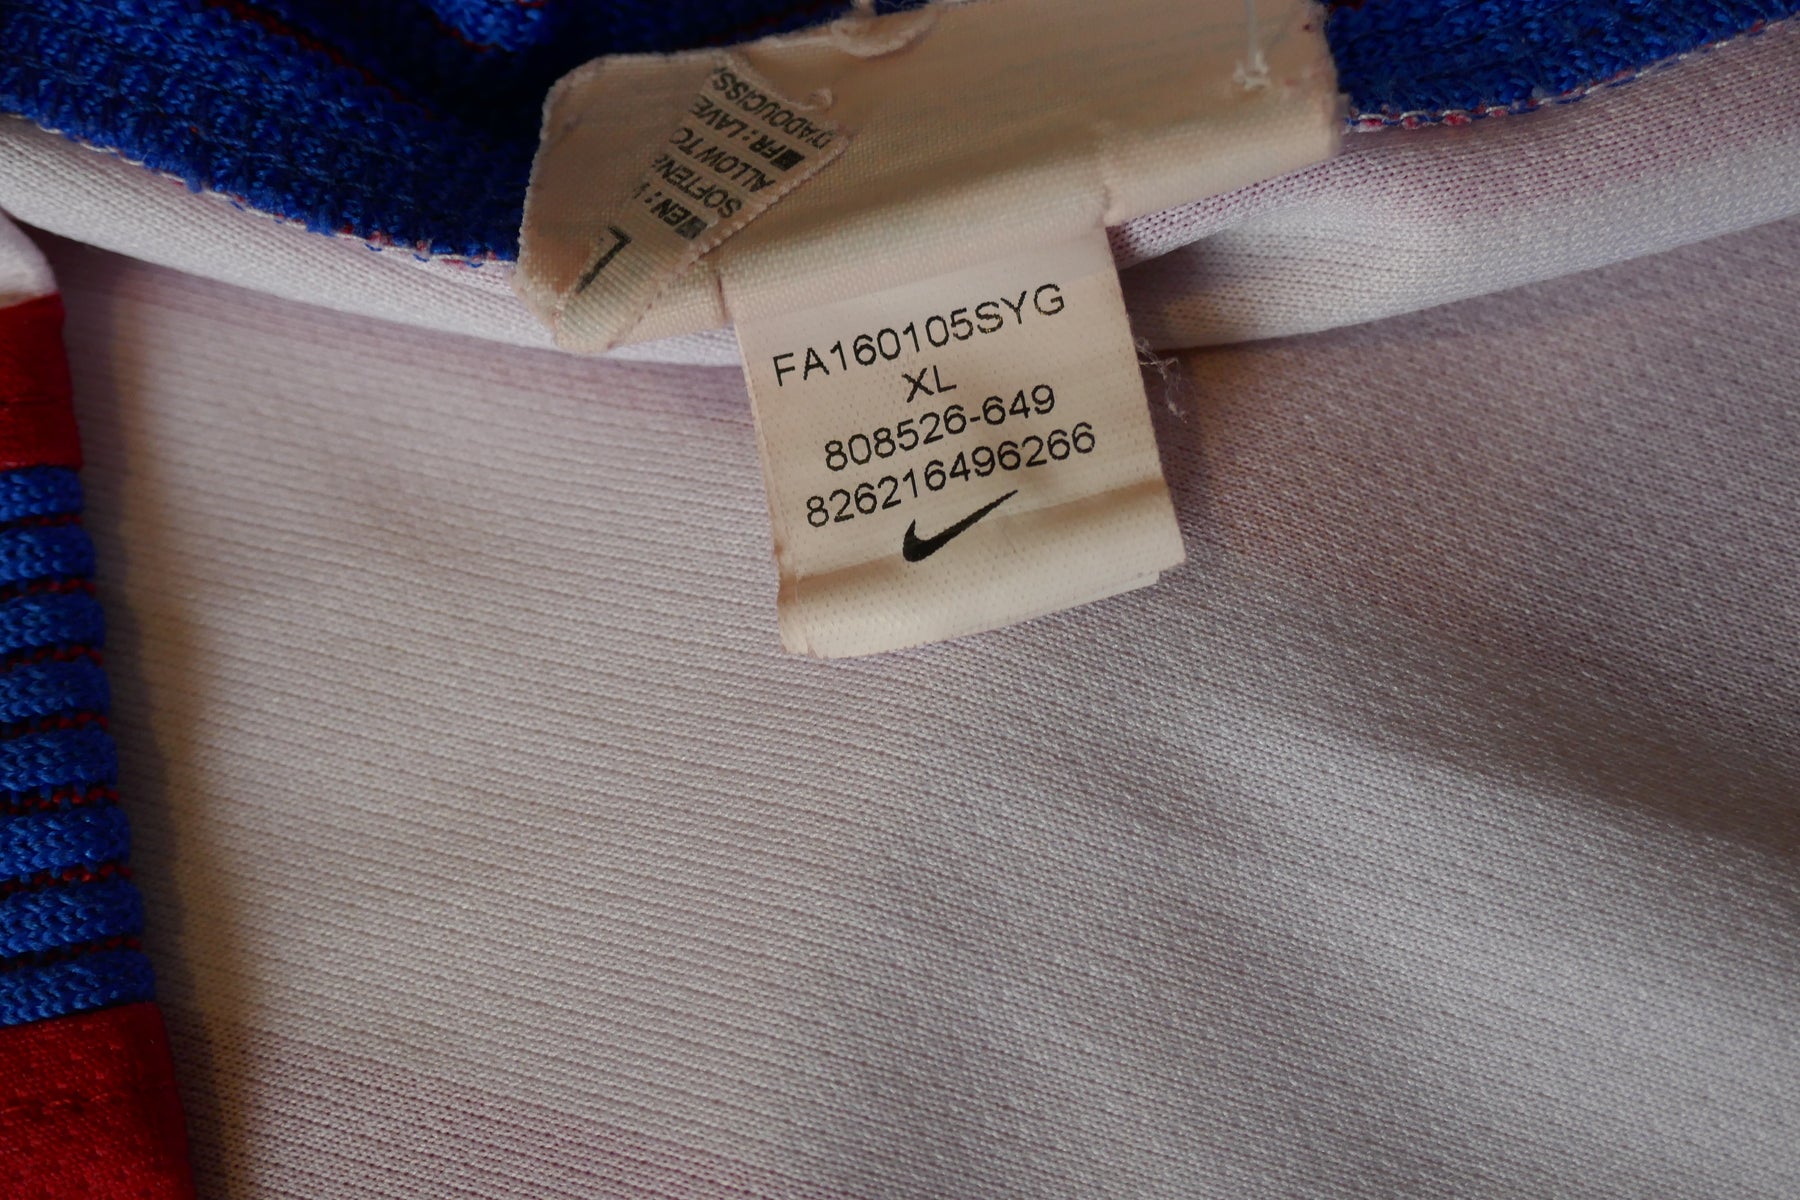 FA160105SYG
XL
808526-649
826216496266
L
EN:
SOFTEN
ALLOW TO
FR: LAVE
D'ADOUCISS